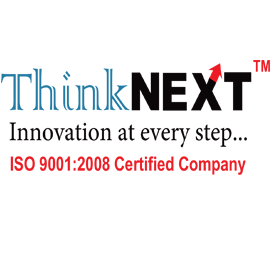 ThinkNEXT™
Innovation at every step...
ISO 9001:2008 Certified Company